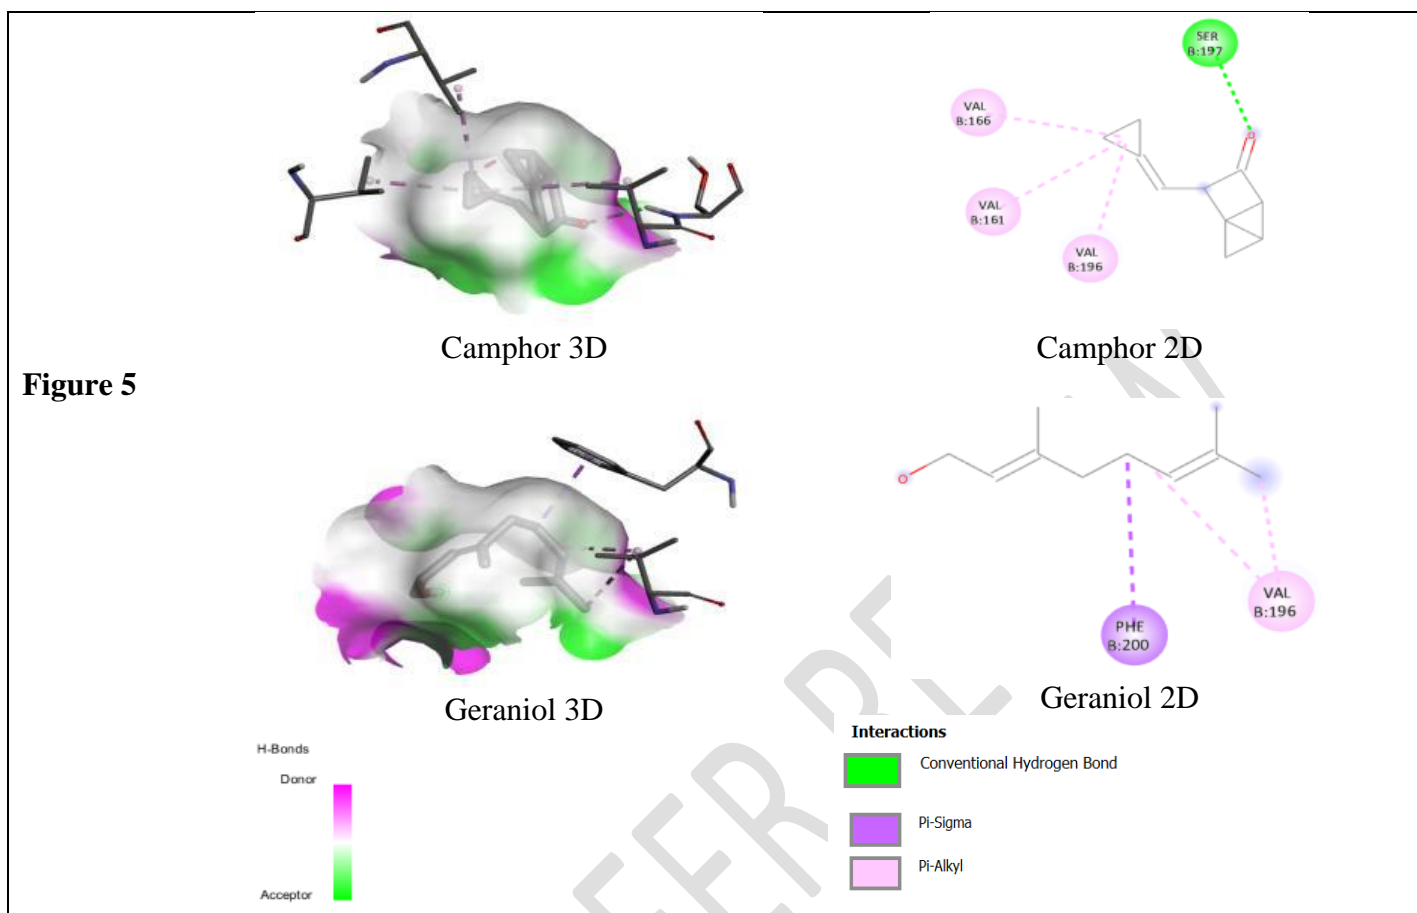 SER
B:197
VAL
B:166
VAL
B:161
VAL
B:196
O
Camphor 3D
Camphor 2D
Figure 5
O
PHE
B:200
VAL
B:196
Geraniol 3D
Geraniol 2D
H-Bonds
Donor
Acceptor
Interactions
Conventional Hydrogen Bond
Pi-Sigma
Pi-Alkyl